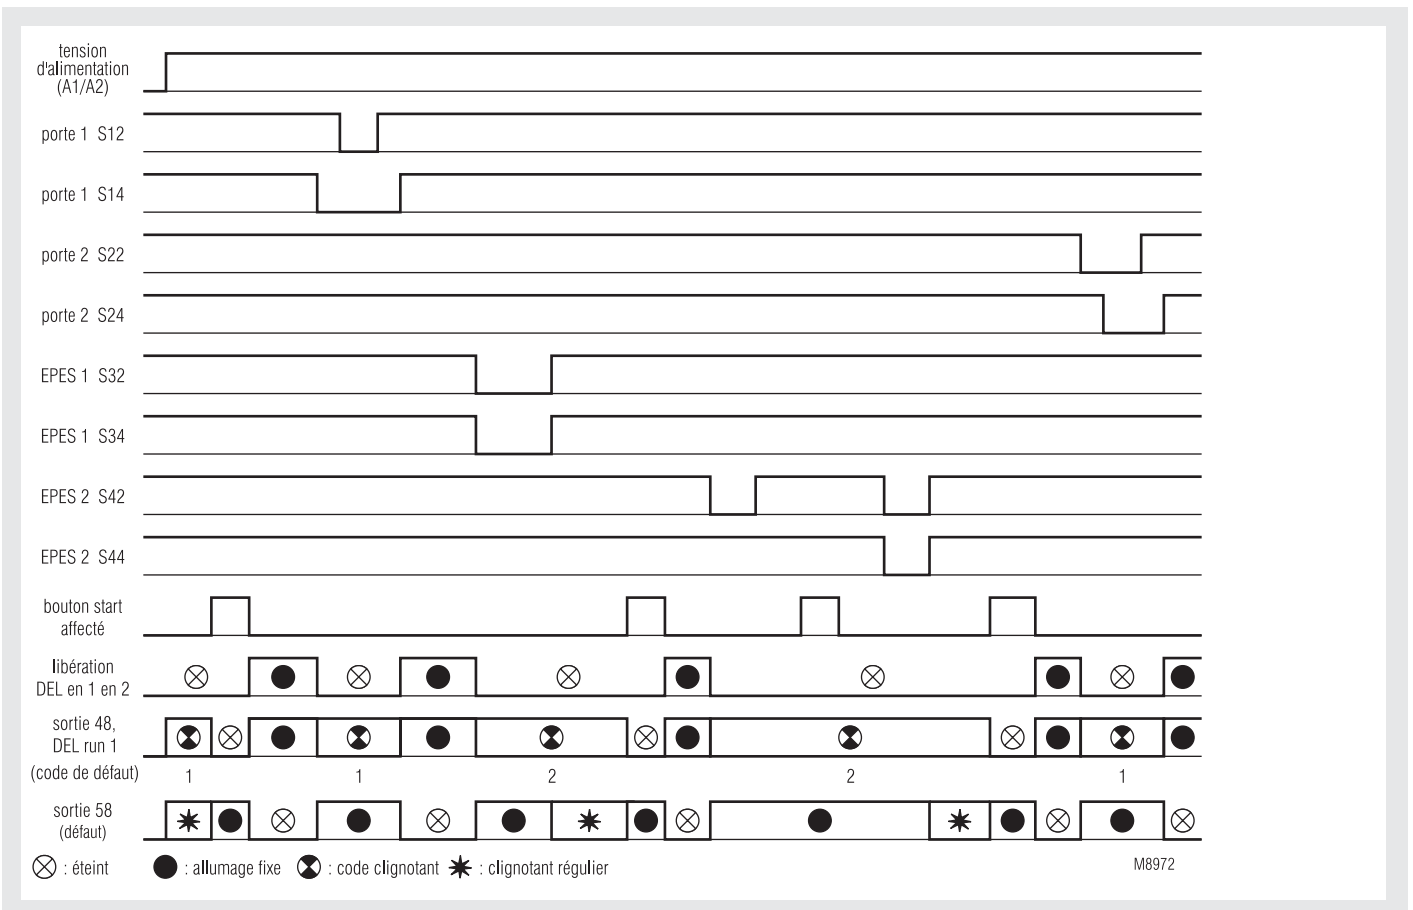 tension
d'alimentation
(A1/A2)
porte 1 S12
porte 1 S14
porte 2 S22
porte 2 S24
EPES 1 S32
EPES 1 S34
EPES 2 S42
EPES 2 S44
bouton start
affecté
libération
DEL en 1 en 2
sortie 48,
DEL run 1
(code de défaut) 1 1 2 2 1
sortie 58
(défaut)
: éteint : allumage fixe : code clignotant : clignotant régulier
M8972